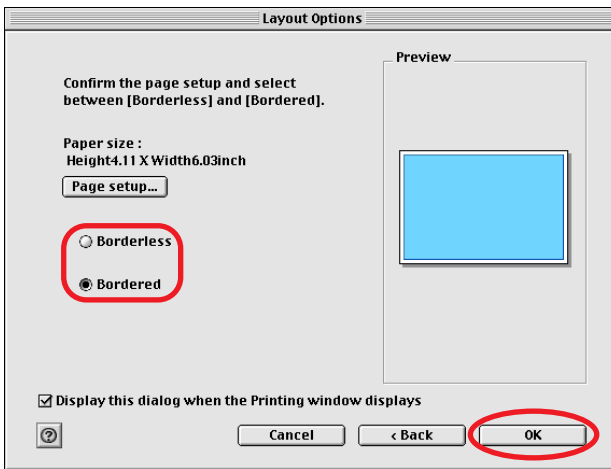 Layout Options
Confirm the page setup and select
between [Borderless] and [Bordered].
Paper size :
Height4.11 X Width6.03inch
Page setup...
Borderless
Bordered
Preview
Display this dialog when the Printing window displays
?
Cancel
‹ Back
OK